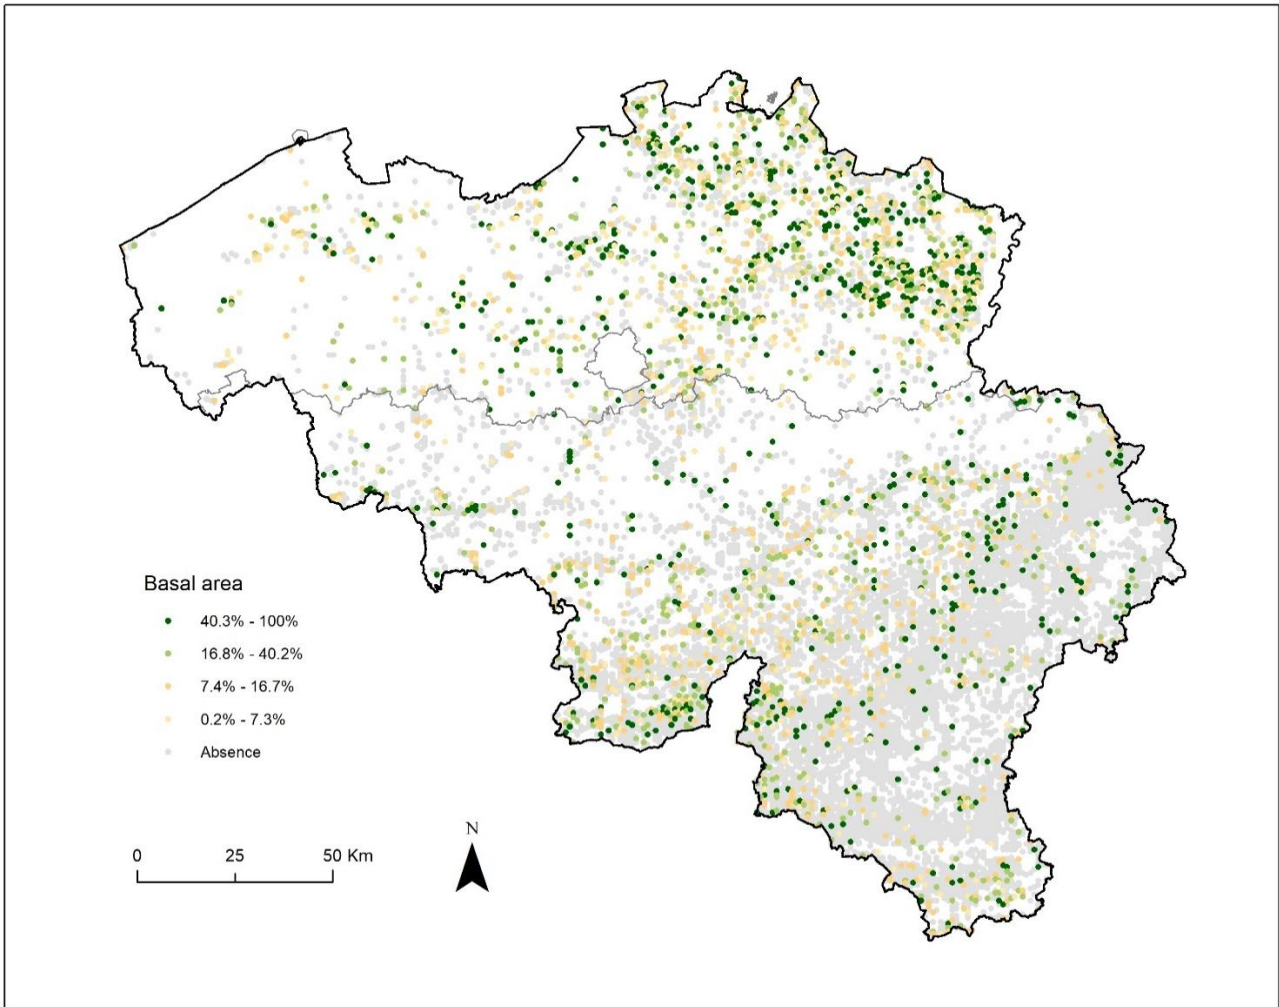 Basal area
40.3% - 100%
16.8% - 40.2%
7.4% - 16.7%
0.2% - 7.3%
Absence
N
0 25 50 Km